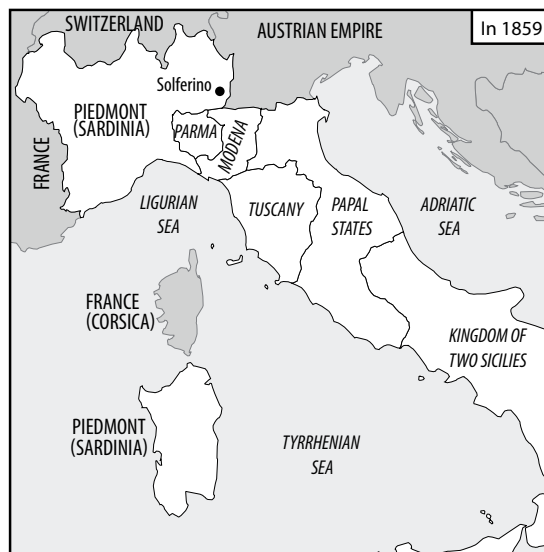 SWITZERLAND
AUSTRIAN EMPIRE
In 1859
Solferino
PIEDMONT
(SARDINIA)
PARMA
MODENA
FRANCE
LIGURIAN
SEA
TUSCANY
PAPAL
STATES
ADRIATIC
SEA
FRANCE
(CORSICA)
KINGDOM OF
TWO SICILIES
PIEDMONT
(SARDINIA)
TYRRHENIAN
SEA